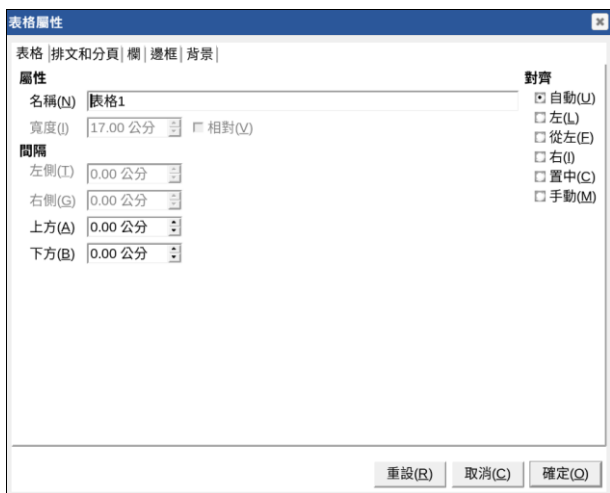 表格屬性
表格 排文和分頁 欄 邊框 背景
屬性
名稱(N) 表格1
寬度(I) 17.00 公分 相對(V)
間隔
左側(T) 0.00 公分
右側(G) 0.00 公分
上方(A) 0.00 公分
下方(B) 0.00 公分
對齊
自動(U)
左(L)
從左(F)
右(I)
置中(C)
手動(M)
重設(R) 取消(C) 確定(O)